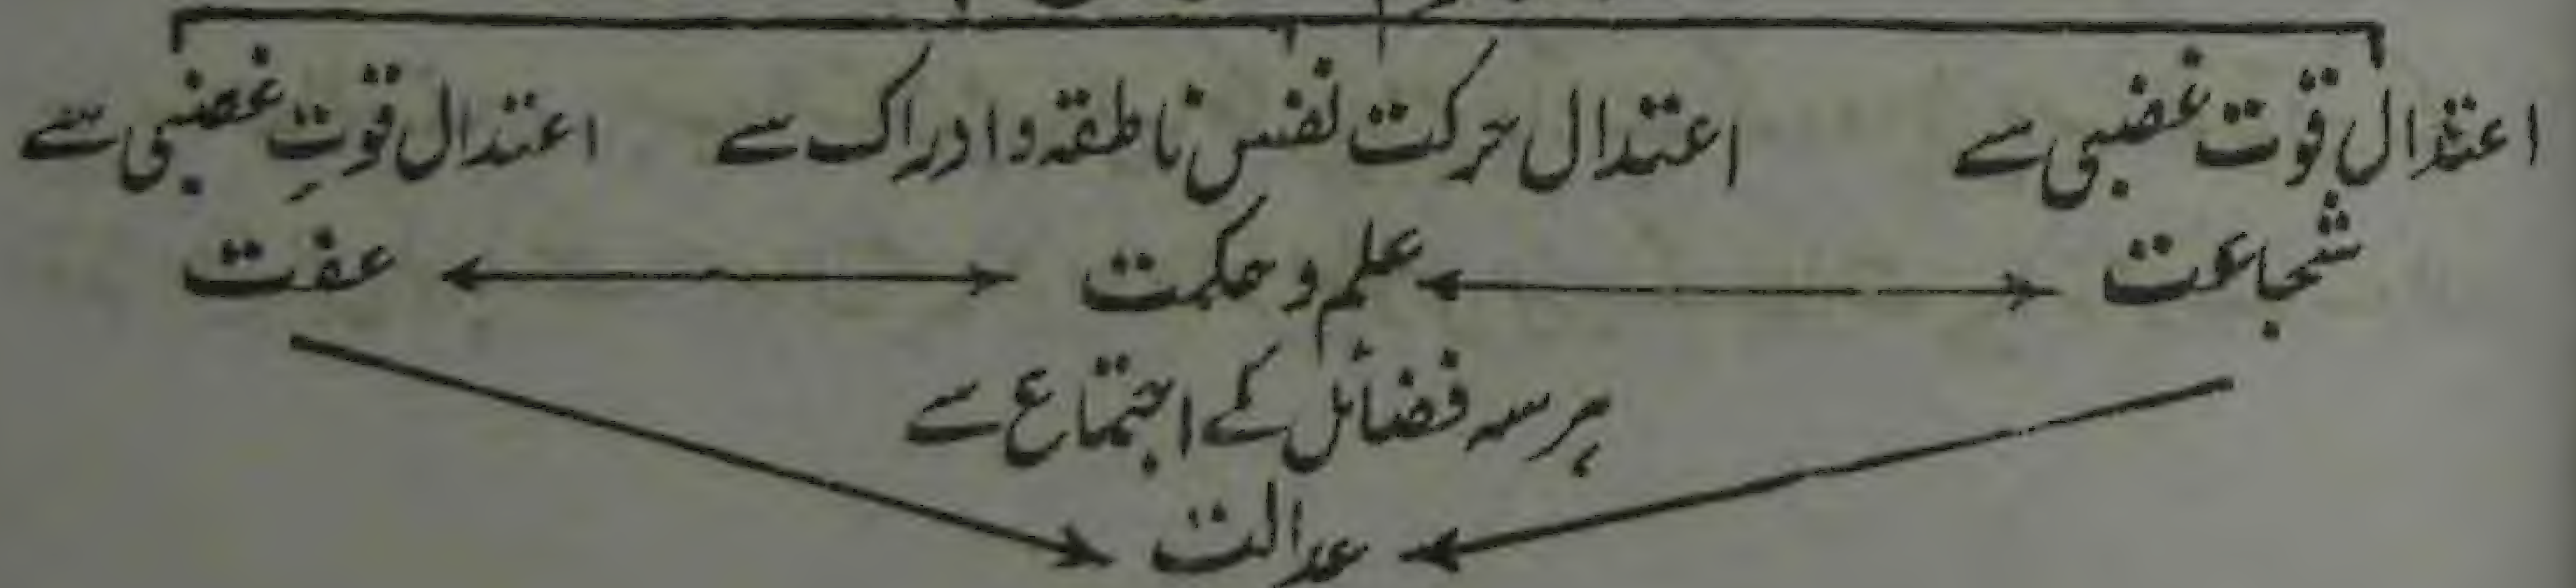 اعتدال قوت غضبی سے اعتدال حرکت نفس ناطقہ و ادراک سے اعتدال قوتِ غضبی سے
شجاعت علم و حکمت عفت
ہر سہ فضائل کے اجتماع سے
عدالت